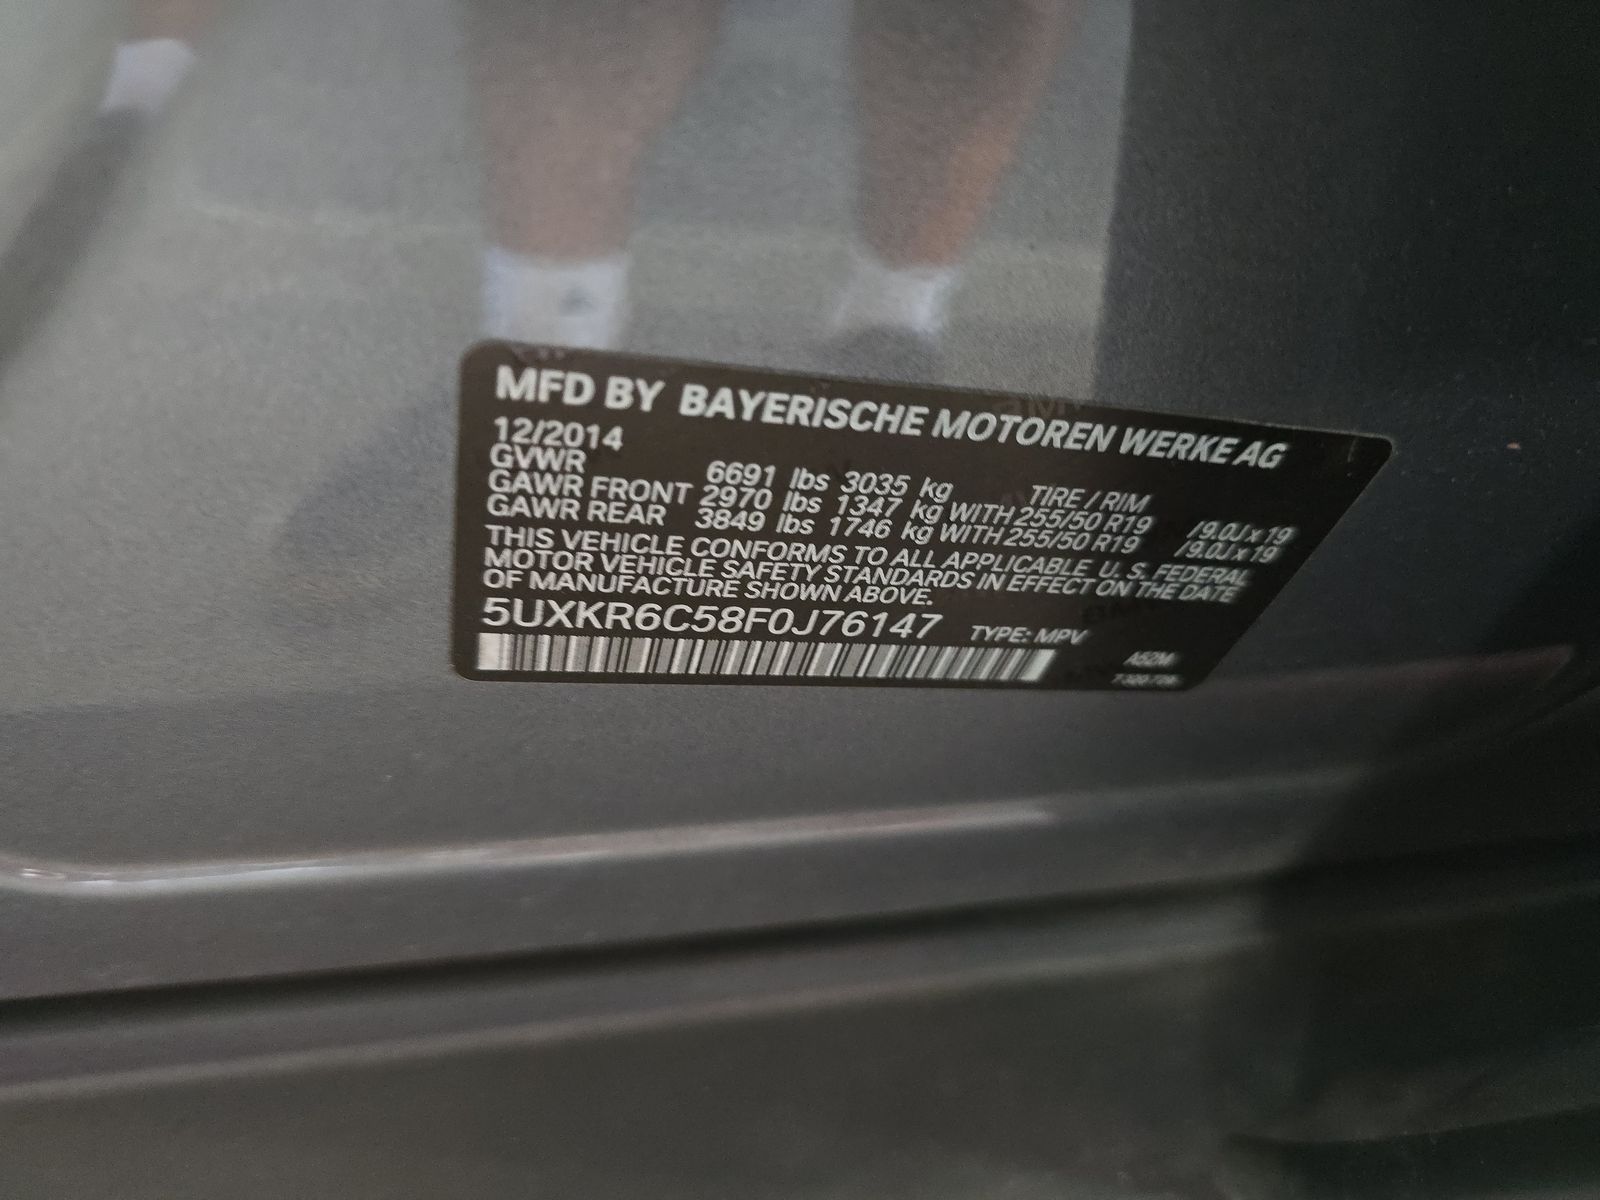 MFD BY BAYERISCHE MOTOREN WERKE AG
12/2014
GVWR 6691 lbs 3035 kg TIRE / RIM
GAWR FRONT 2970 lbs 1347 kg WITH 255/50 R19 /9.0J x 19
GAWR REAR 3849 lbs 1746 kg WITH 255/50 R19 /9.0J x 19
THIS VEHICLE CONFORMS TO ALL APPLICABLE U. S. FEDERAL
MOTOR VEHICLE SAFETY STANDARDS IN EFFECT ON THE DATE
OF MANUFACTURE SHOWN ABOVE.
5UXKR6C58F0J76147 TYPE: MPV
A52M